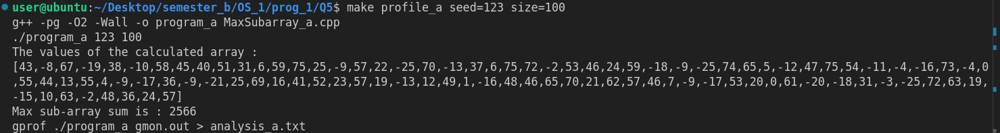 user@ubuntu:~/Desktop/semester_b/OS_1/prog_1/Q5$ make profile_a seed=123 size=100
g++ -pg -O2 -Wall -o program_a MaxSubarray_a.cpp
./program_a 123 100
The values of the calculated array :
[43,-8,67,-19,38,-10,58,45,40,51,31,6,59,75,25,-9,57,22,-25,70,-13,37,6,75,72,-2,53,46,24,59,-18,-9,-25,74,65,5,-12,47,75,54,-11,-4,-16,73,-4,0
,55,44,13,55,4,-9,-17,36,-9,-21,25,69,16,41,52,23,57,19,-13,12,49,1,-16,48,46,65,70,21,62,57,46,7,-9,-17,53,20,0,61,-20,-18,31,-3,-25,72,63,19,
-15,10,63,-2,48,36,24,57]
Max sub-array sum is : 2566
gprof ./program_a gmon.out > analysis_a.txt